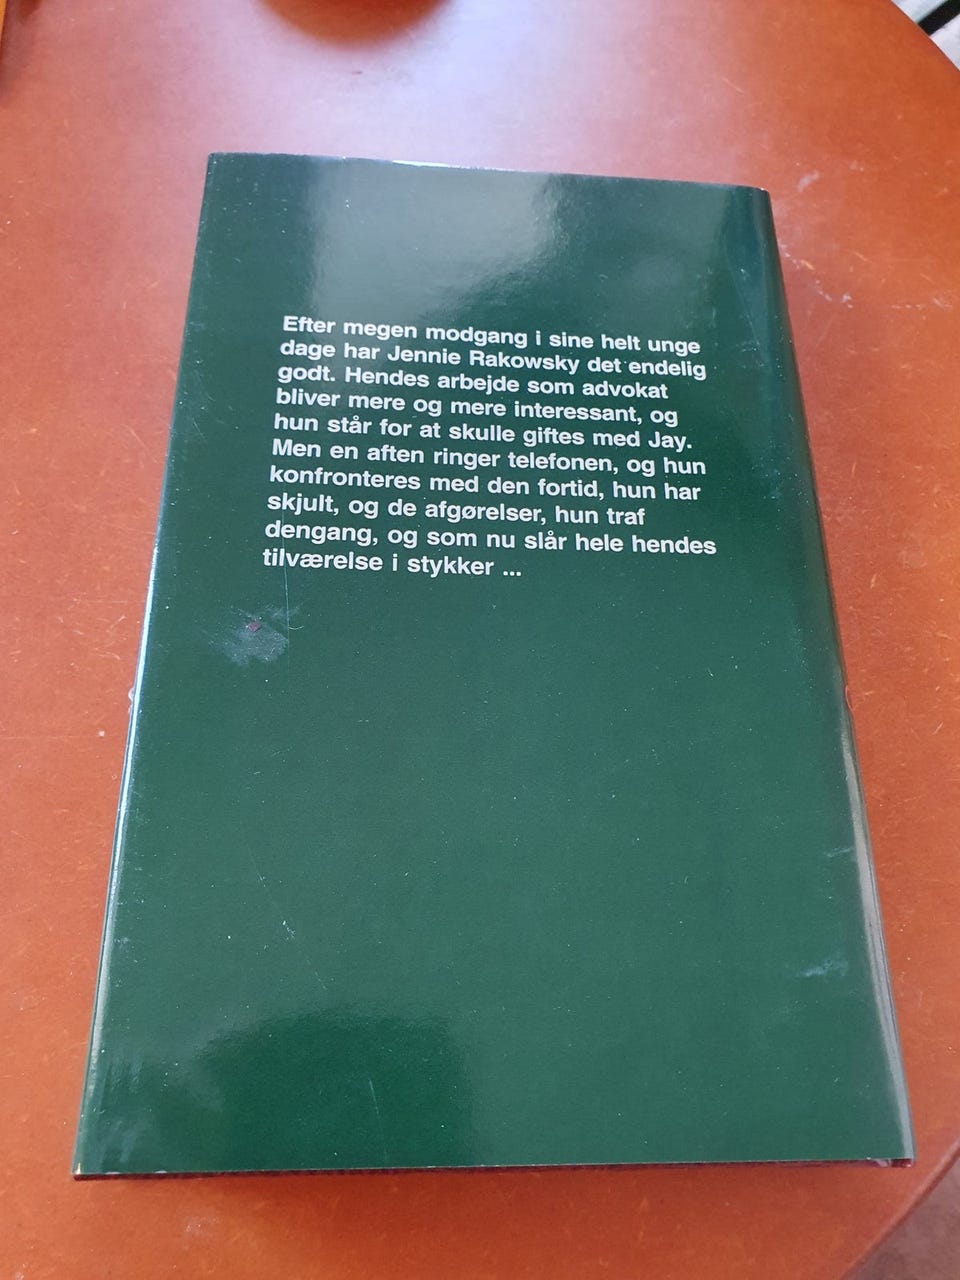 Efter megen modgang i sine helt unge
dage har Jennie Rakowsky det endelig
godt. Hendes arbejde som advokat
bliver mere og mere interessant, og
hun står for at skulle giftes med Jay.
Men en aften ringer telefonen, og hun
konfronteres med den fortid, hun har
skjult, og de afgørelser, hun traf
dengang, og som nu slår hele hendes
tilværelse i stykker ...